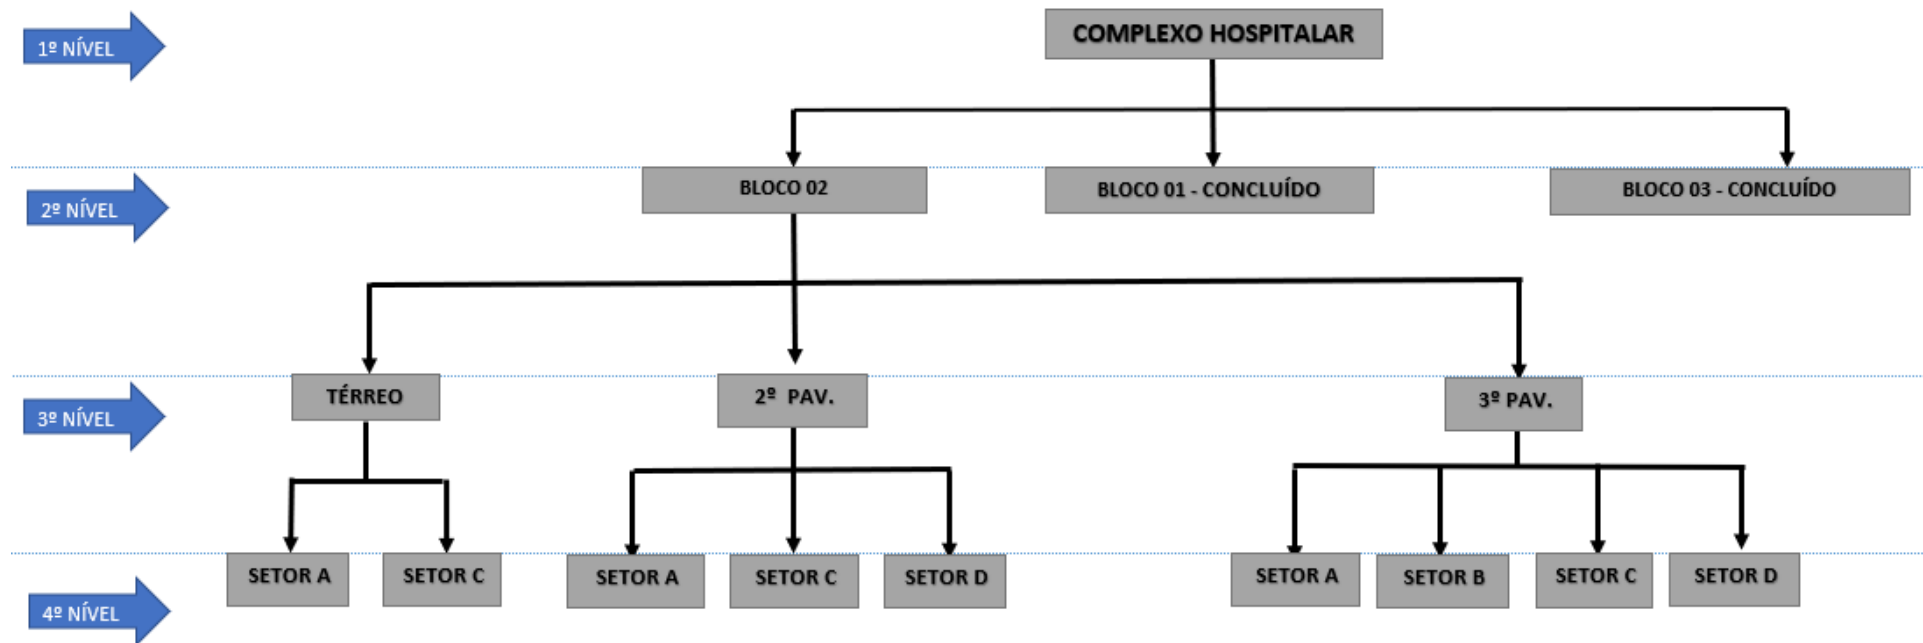 1º NÍVEL
COMPLEXO HOSPITALAR
2º NÍVEL
BLOCO 02
BLOCO 01 - CONCLUÍDO
BLOCO 03 - CONCLUÍDO
3º NÍVEL
TÉRREO
2º PAV.
3º PAV.
4º NÍVEL
SETOR A
SETOR C
SETOR A
SETOR C
SETOR D
SETOR A
SETOR B
SETOR C
SETOR D